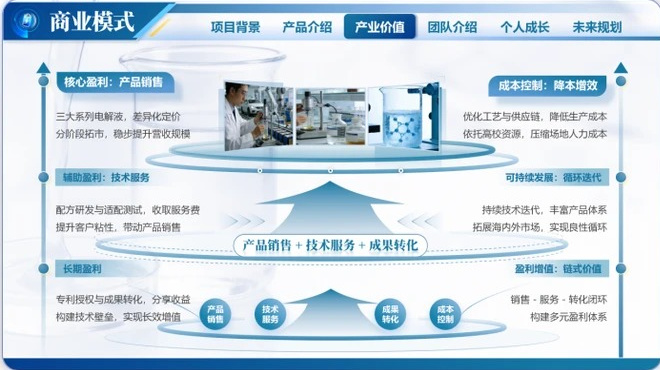 商业模式
项目背景 产品介绍 产业价值 团队介绍 个人成长 未来规划
核心盈利：产品销售
三大系列电解液，差异化定价
分阶段拓市，稳步提升营收规模
辅助盈利：技术服务
配方研发与适配测试，收取服务费
提升客户粘性，带动产品销售
长期盈利
专利授权与成果转化，分享收益
构建技术壁垒，实现长效增值
产品销售 + 技术服务 + 成果转化
产品
销售
技术
服务
成果
转化
成本
控制
成本控制：降本增效
优化工艺与供应链，降低生产成本
依托高校资源，压缩场地人力成本
可持续发展：循环迭代
持续技术迭代，丰富产品体系
拓展海内外市场，实现良性循环
盈利增值：链式价值
销售 - 服务 - 转化闭环
构建多元盈利体系